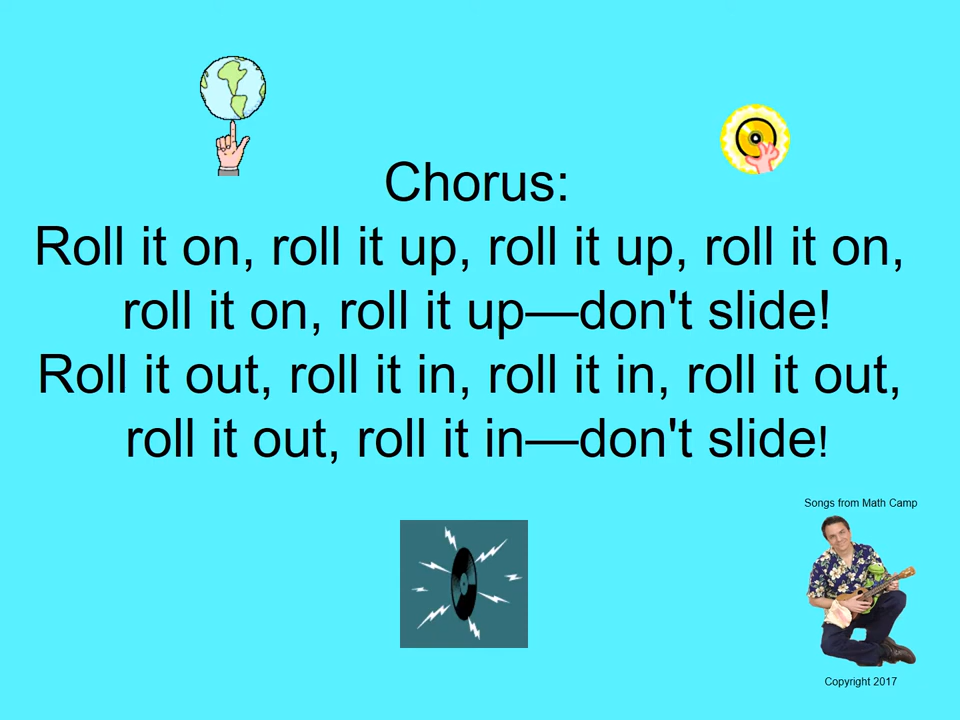 Chorus:
Roll it on, roll it up, roll it up, roll it on,
roll it on, roll it up—don't slide!
Roll it out, roll it in, roll it in, roll it out,
roll it out, roll it in—don't slide!
Songs from Math Camp
Copyright 2017